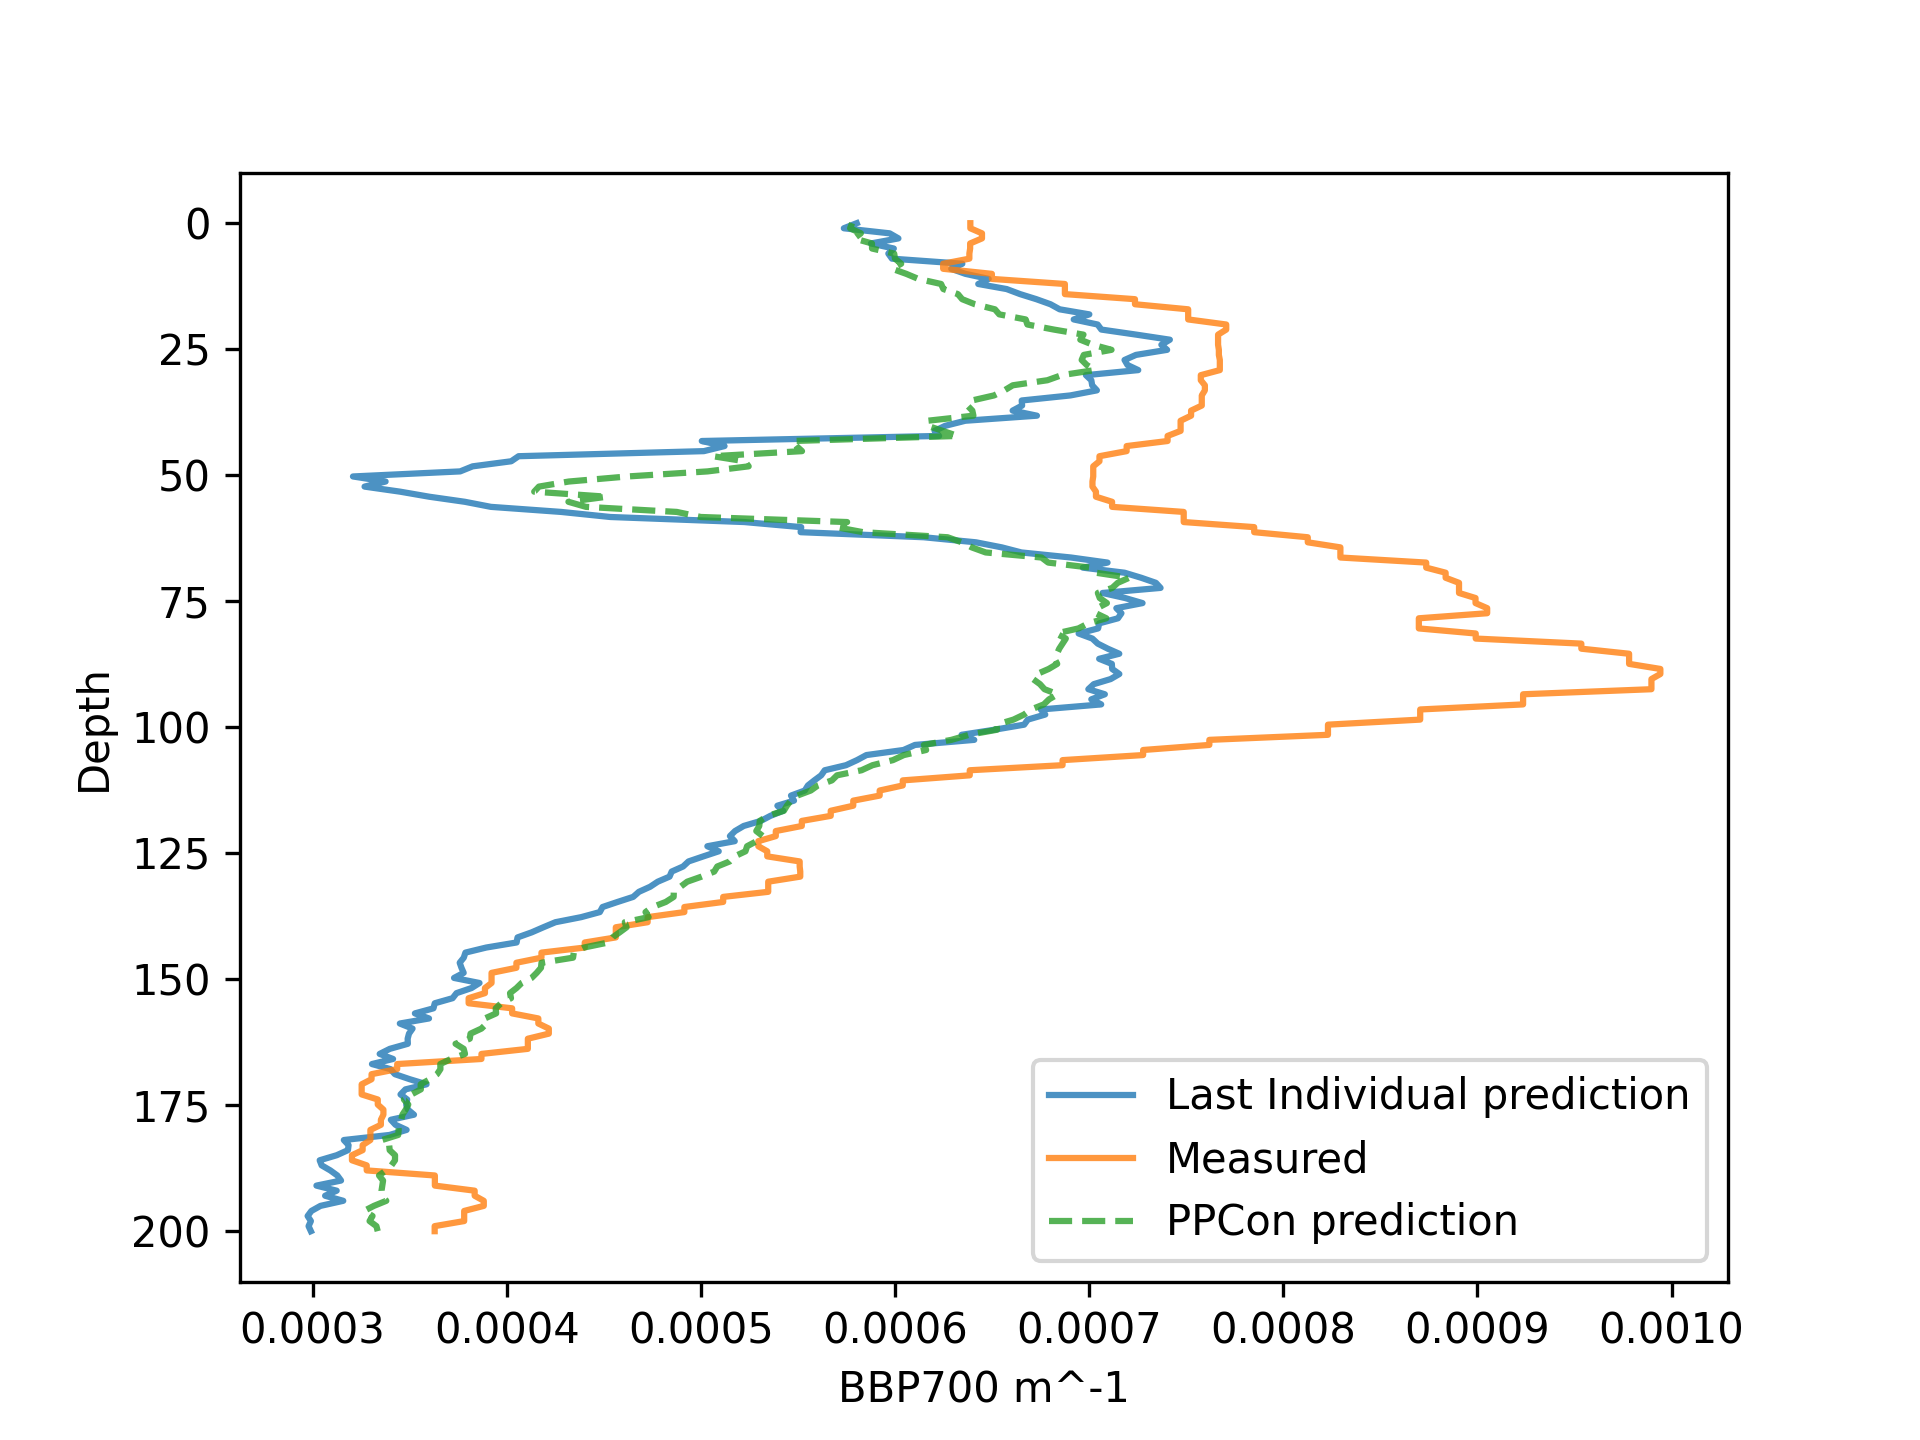 0
25
50
75
100
125
150
175
200
Depth
0.0003 0.0004 0.0005 0.0006 0.0007 0.0008 0.0009 0.0010
BBP700 m^-1
Last Individual prediction
Measured
PPCon prediction